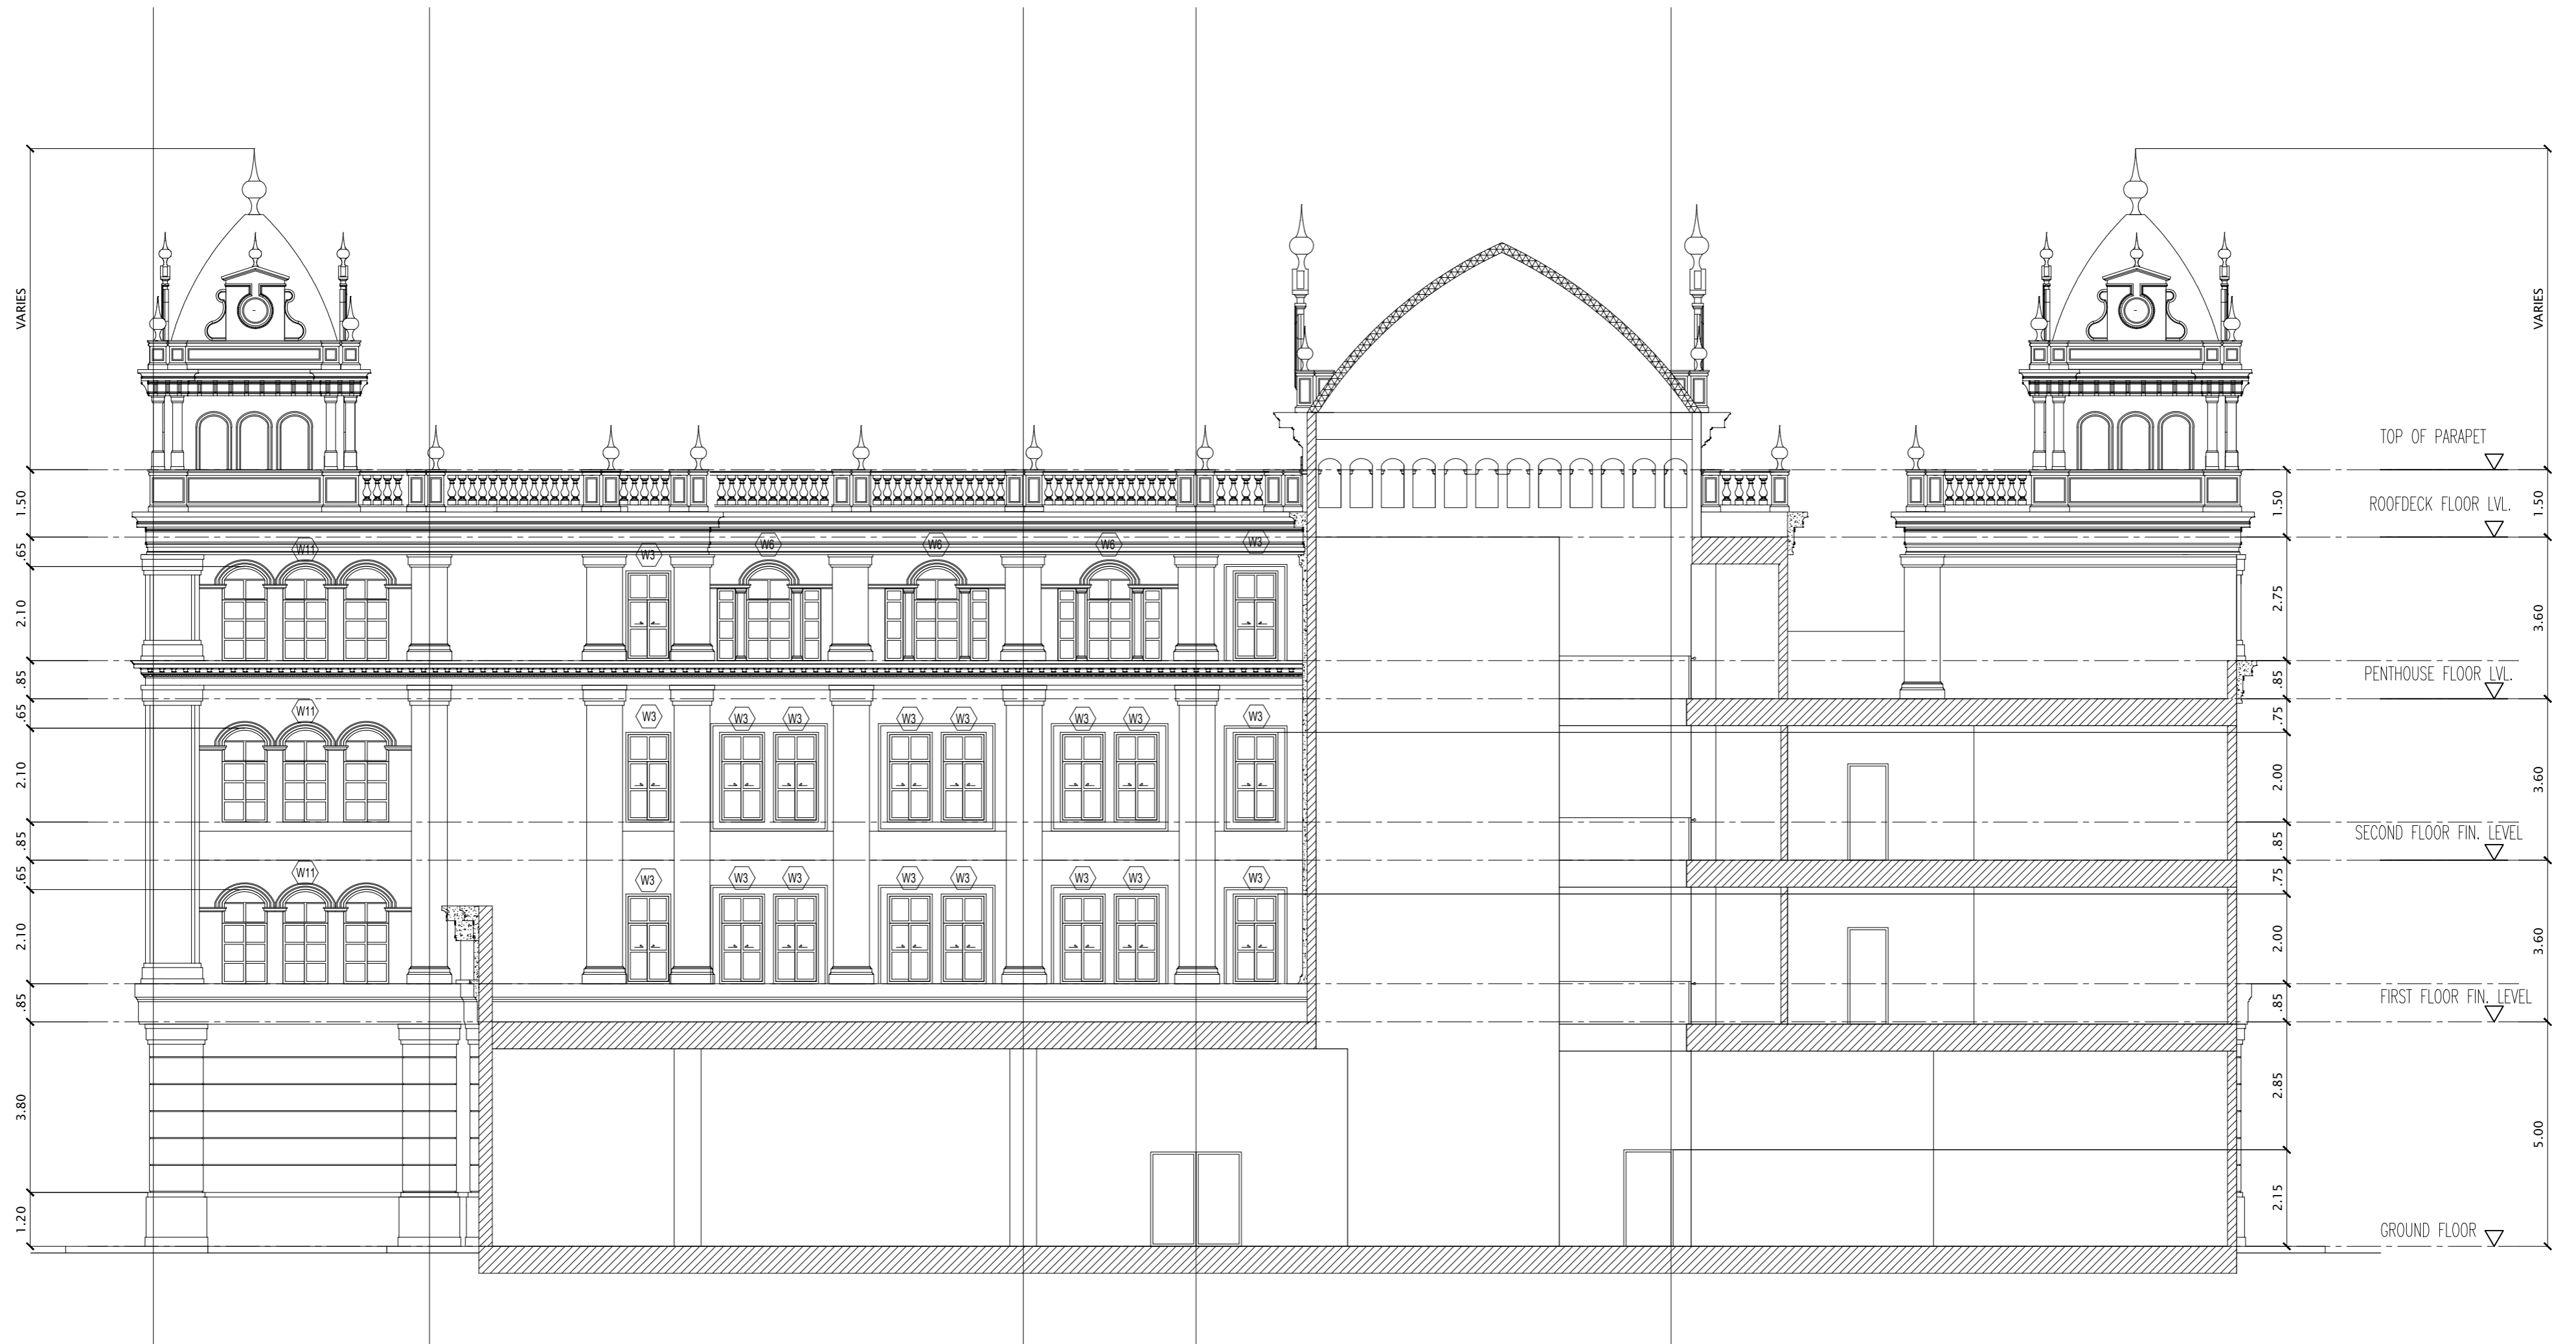 VARIES
1.50
.65
2.10
.85
.65
2.10
.85
.65
2.10
.85
3.80
1.20
W11
W3
W6
W6
W6
W3
W11
W3
W3
W3
W3
W3
W3
W3
W3
W11
W3
W3
W3
W3
W3
W3
W3
W3
1.50
2.75
.85
.75
2.00
.85
.75
2.00
.85
2.85
2.15
TOP OF PARAPET
ROOFDECK FLOOR LVL.
PENTHOUSE FLOOR LVL.
SECOND FLOOR FIN. LEVEL
FIRST FLOOR FIN. LEVEL
GROUND FLOOR
VARIES
1.50
3.60
3.60
3.60
5.00